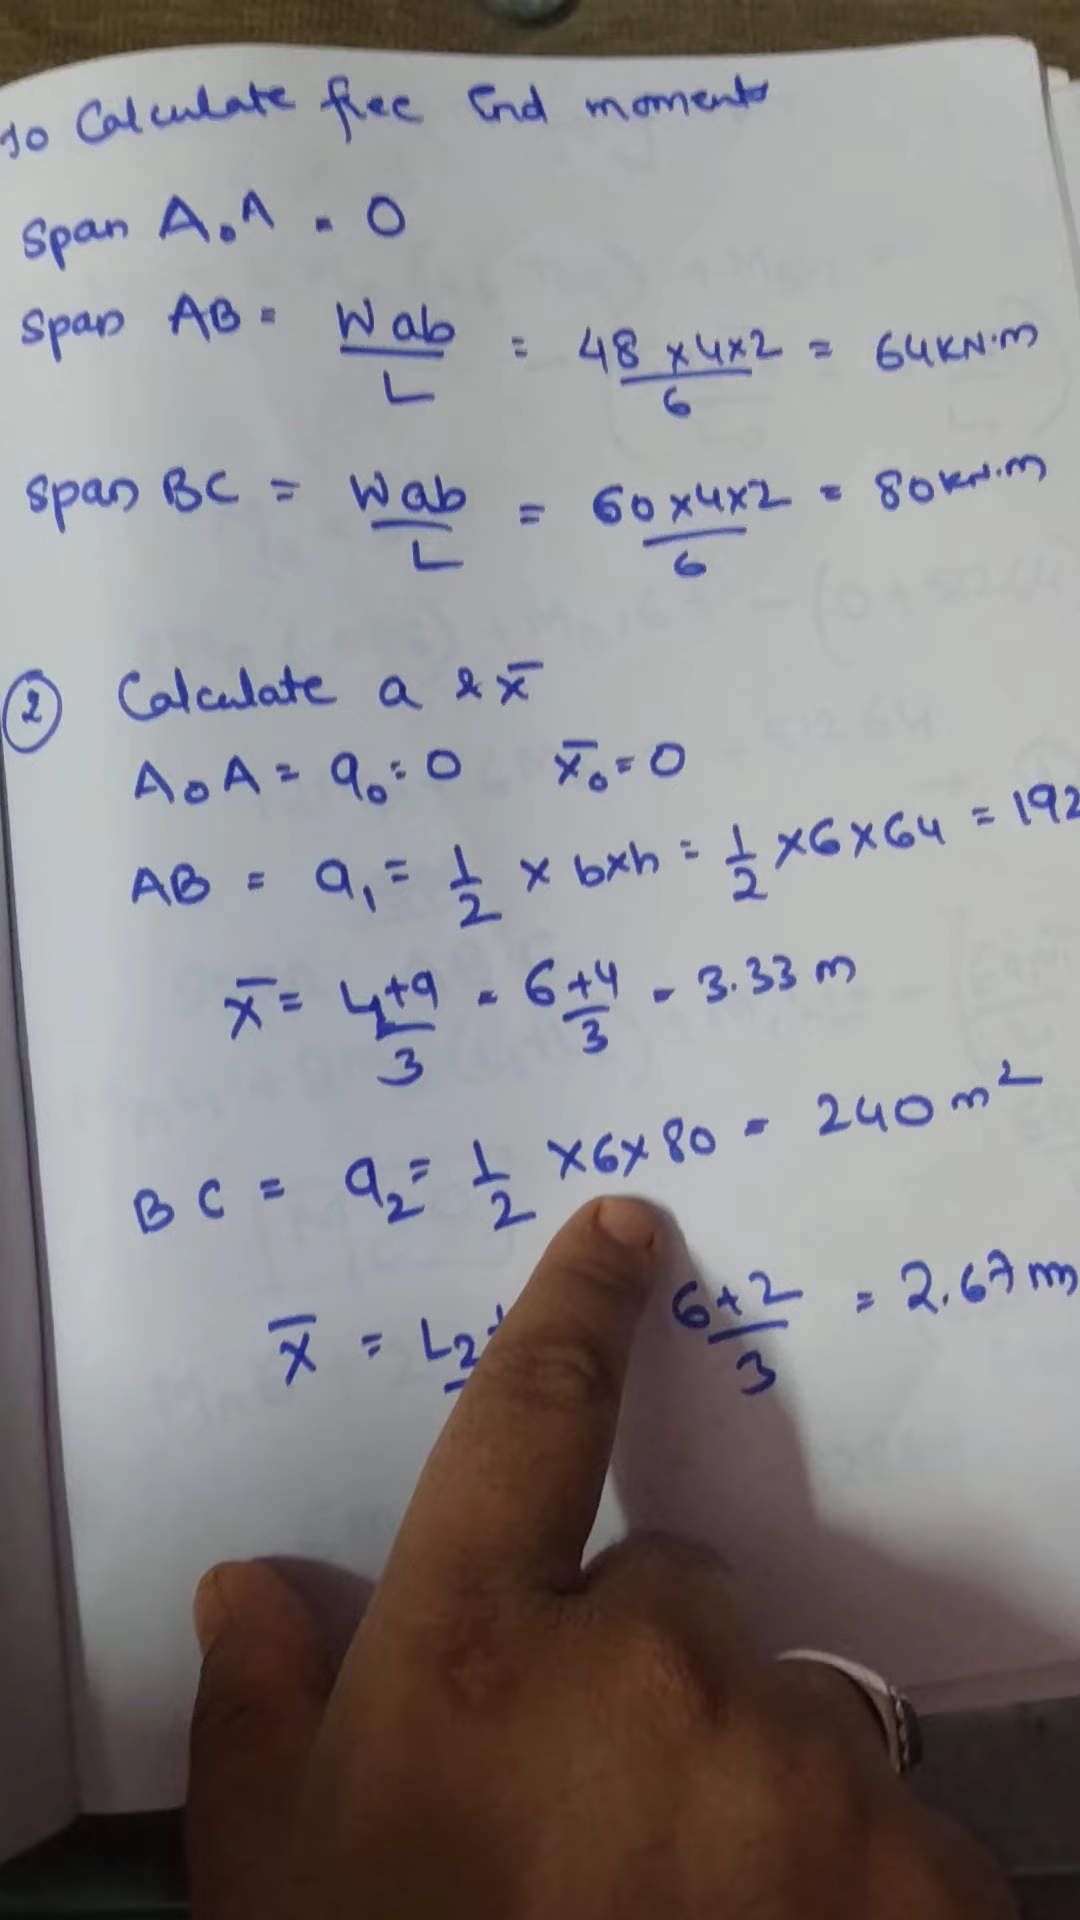 To Calculate free End moments
Span A₀A = 0
Span AB = Wab/L = 48×4×2/6 = 64KN.m
Span BC = Wab/L = 60×4×2/6 = 80KN.m
② Calculate a & x̄
A₀A = a₀ = 0 x̄₀ = 0
AB = a₁ = 1/2 × b×h = 1/2 ×6×64 = 192
x̄ = L+a/3 = 6+4/3 = 3.33 m
BC = a₂ = 1/2 ×6×80 = 240 m²
x̄ = L₂+ 6+2/3 = 2.67 m